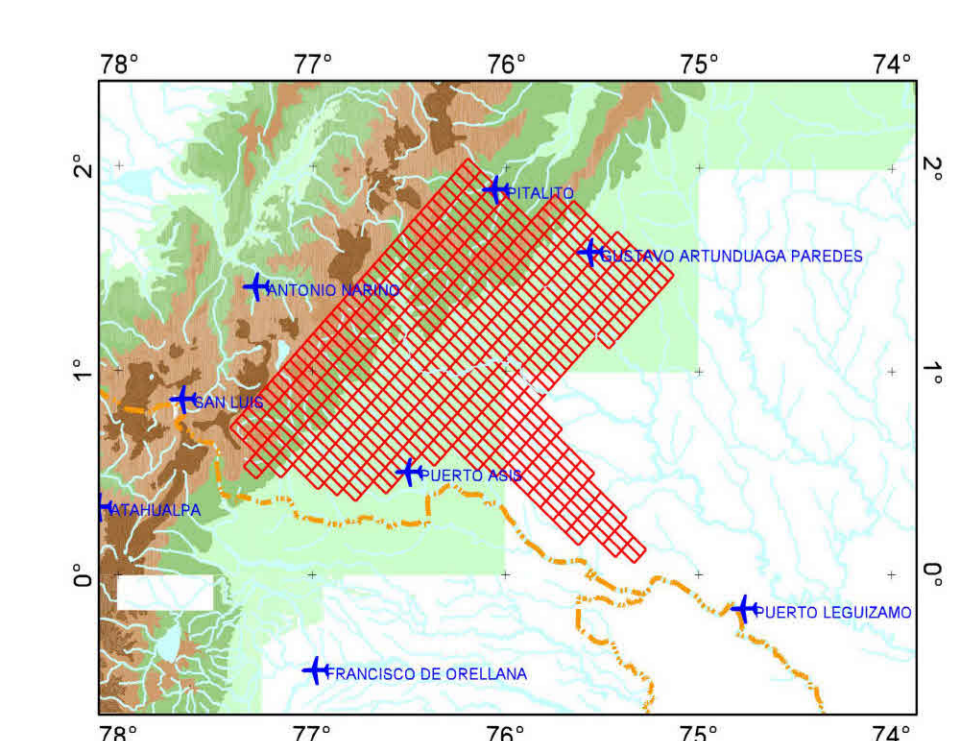 78° 77° 76° 75° 74°
2° 2°
PITALITO
GUSTAVO ARTUNDUAGA PAREDES
ANTONIO NARINO
1° 1°
SAN LUIS
PUERTO ASIS
ATAHUALPA
0° 0°
PUERTO LEGUIZAMO
FRANCISCO DE ORELLANA
78° 77° 76° 75° 74°